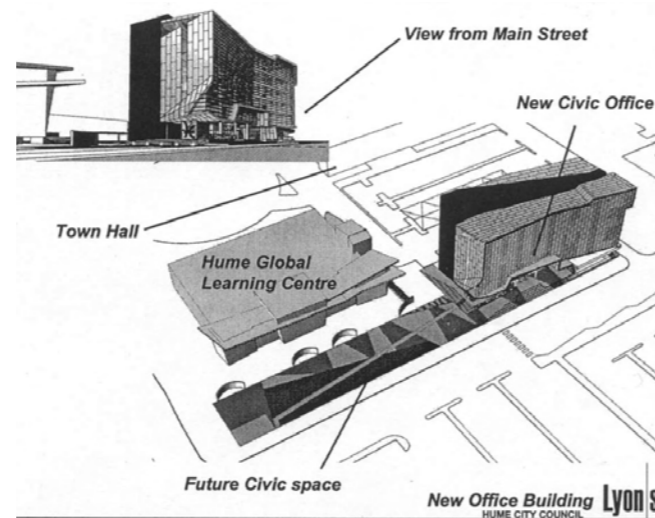 View from Main Street
New Civic Office
Town Hall
Hume Global
Learning Centre
Future Civic space
New Office Building
HUME CITY COUNCIL
Lyons